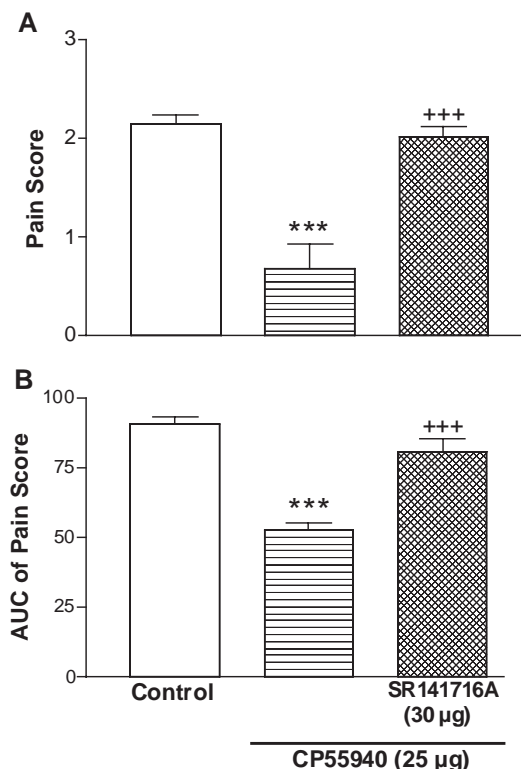 A
3
2
1
0
Pain Score
***
+++
B
100
75
50
25
0
AUC of Pain Score
***
+++
Control
SR141716A
(30 µg)
CP55940 (25 µg)